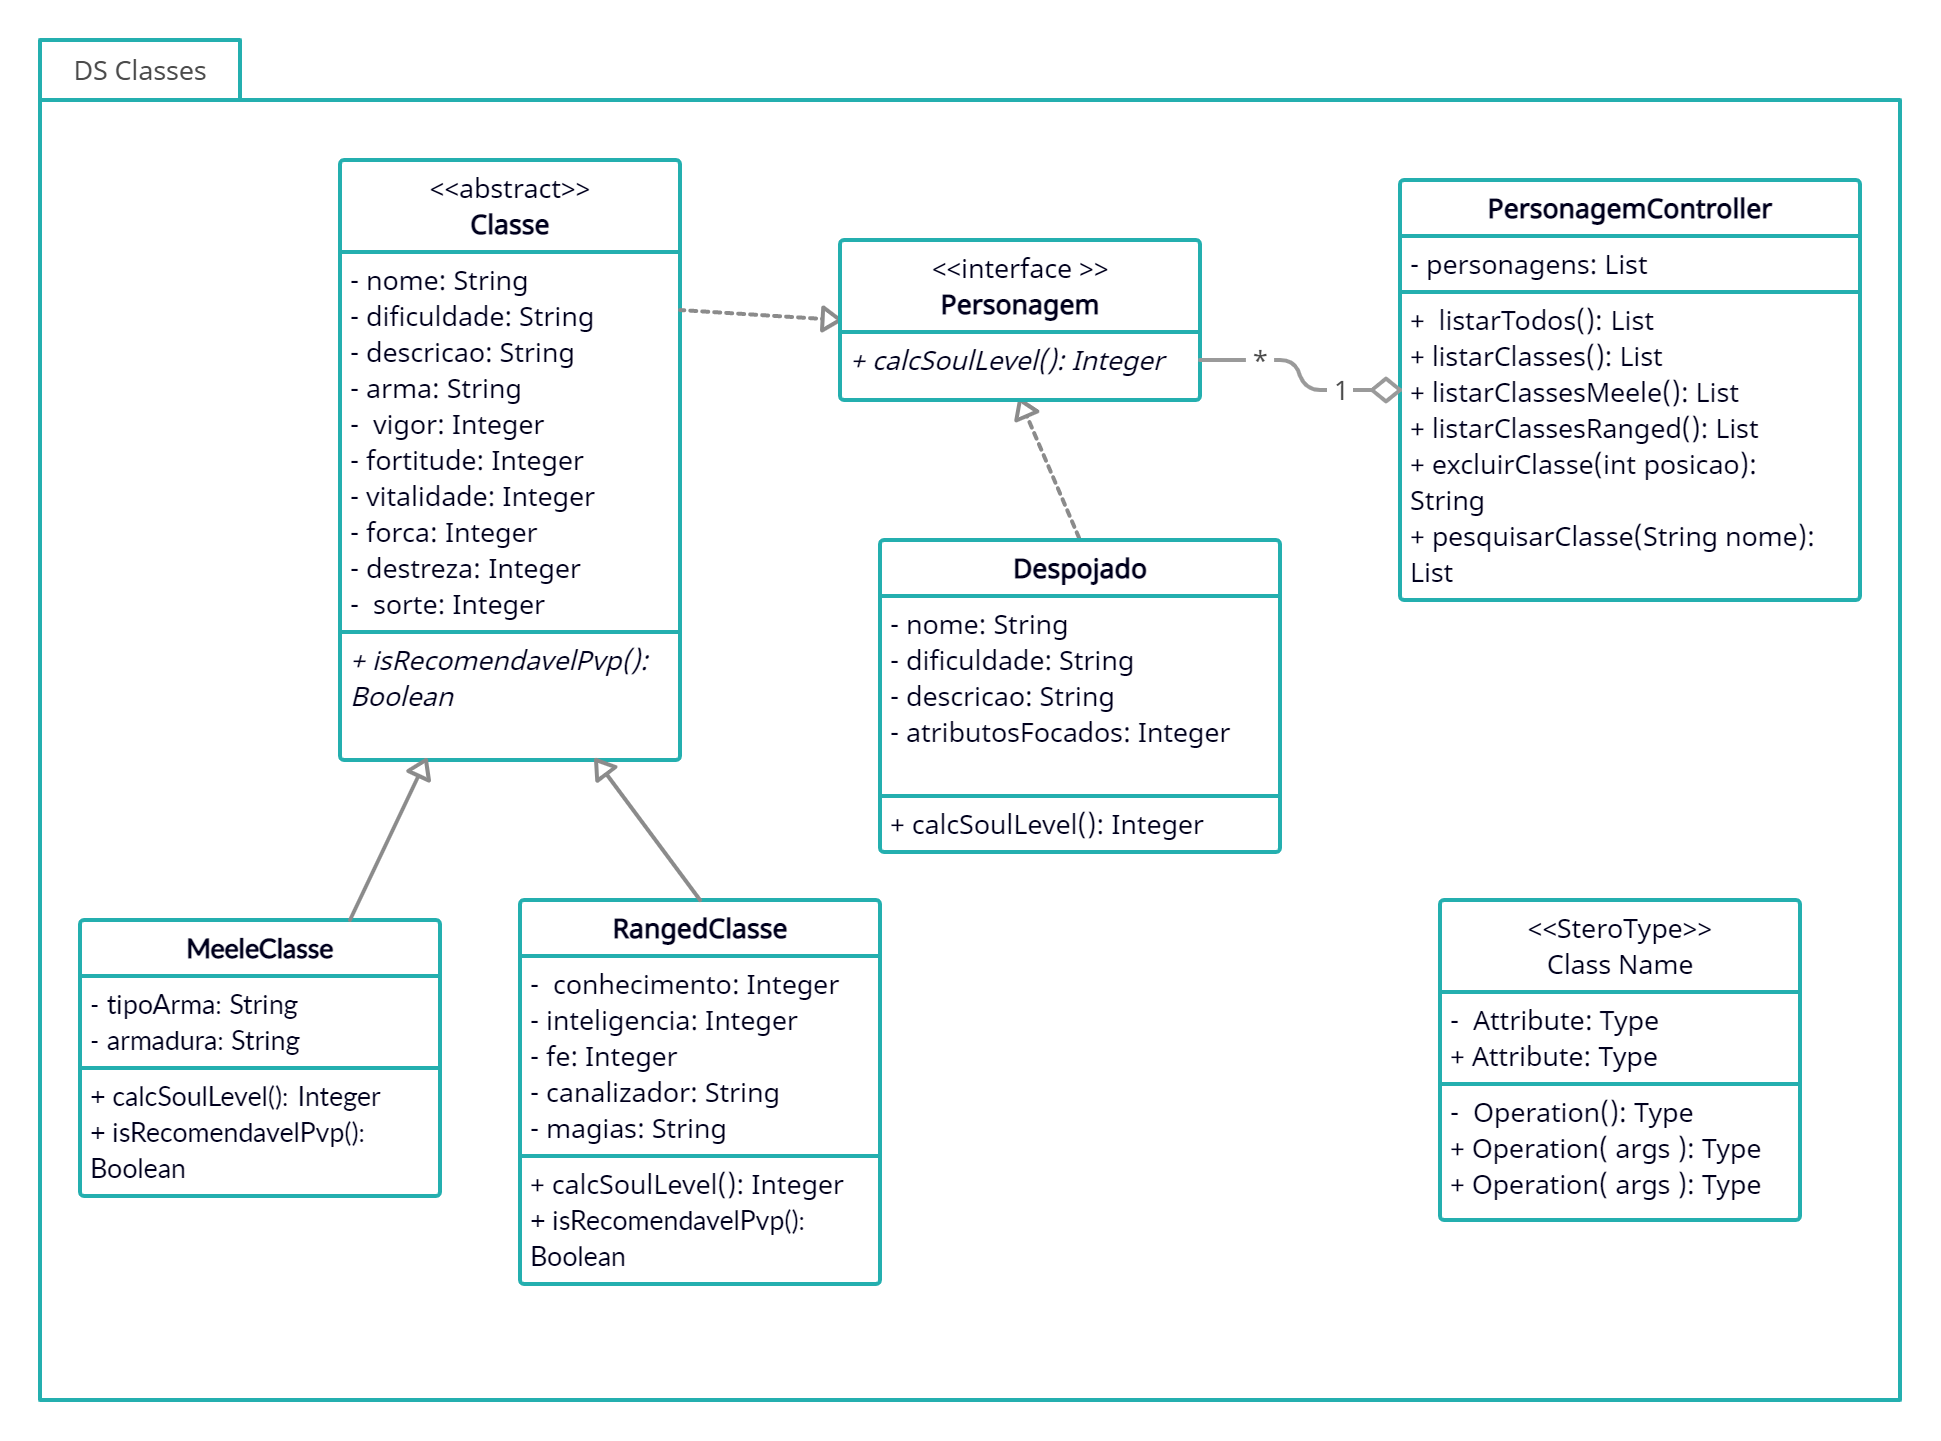 DS Classes
<<abstract>>
Classe
- nome: String
- dificuldade: String
- descricao: String
- arma: String
-  vigor: Integer
- fortitude: Integer
- vitalidade: Integer
- forca: Integer
- destreza: Integer
-  sorte: Integer
+ isRecomendavelPvp():
Boolean
<<interface >>
Personagem
+ calcSoulLevel(): Integer
*
1
PersonagemController
- personagens: List
+  listarTodos(): List
+ listarClasses(): List
+ listarClassesMeele(): List
+ listarClassesRanged(): List
+ excluirClasse(int posicao):
String
+ pesquisarClasse(String nome):
List
Despojado
- nome: String
- dificuldade: String
- descricao: String
- atributosFocados: Integer
+ calcSoulLevel(): Integer
MeeleClasse
- tipoArma: String
- armadura: String
+ calcSoulLevel(): Integer
+ isRecomendavelPvp():
Boolean
RangedClasse
-  conhecimento: Integer
- inteligencia: Integer
- fe: Integer
- canalizador: String
- magias: String
+ calcSoulLevel(): Integer
+ isRecomendavelPvp():
Boolean
<<SteroType>>
Class Name
-  Attribute: Type
+ Attribute: Type
-  Operation(): Type
+ Operation( args ): Type
+ Operation( args ): Type